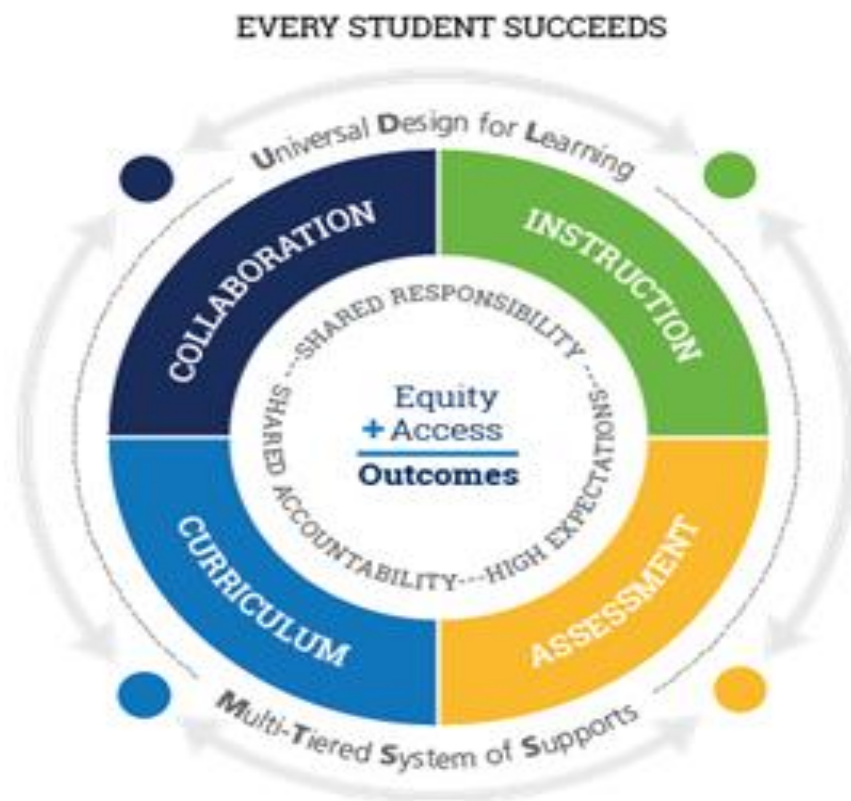 EVERY STUDENT SUCCEEDS
Universal Design for Learning
COLLABORATION
INSTRUCTION
SHARED ACCOUNTABILITY---SHARED RESPONSIBILITY---HIGH EXPECTATIONS---
Equity
+ Access
Outcomes
CURRICULUM
ASSESSMENT
Multi-Tiered System of Supports